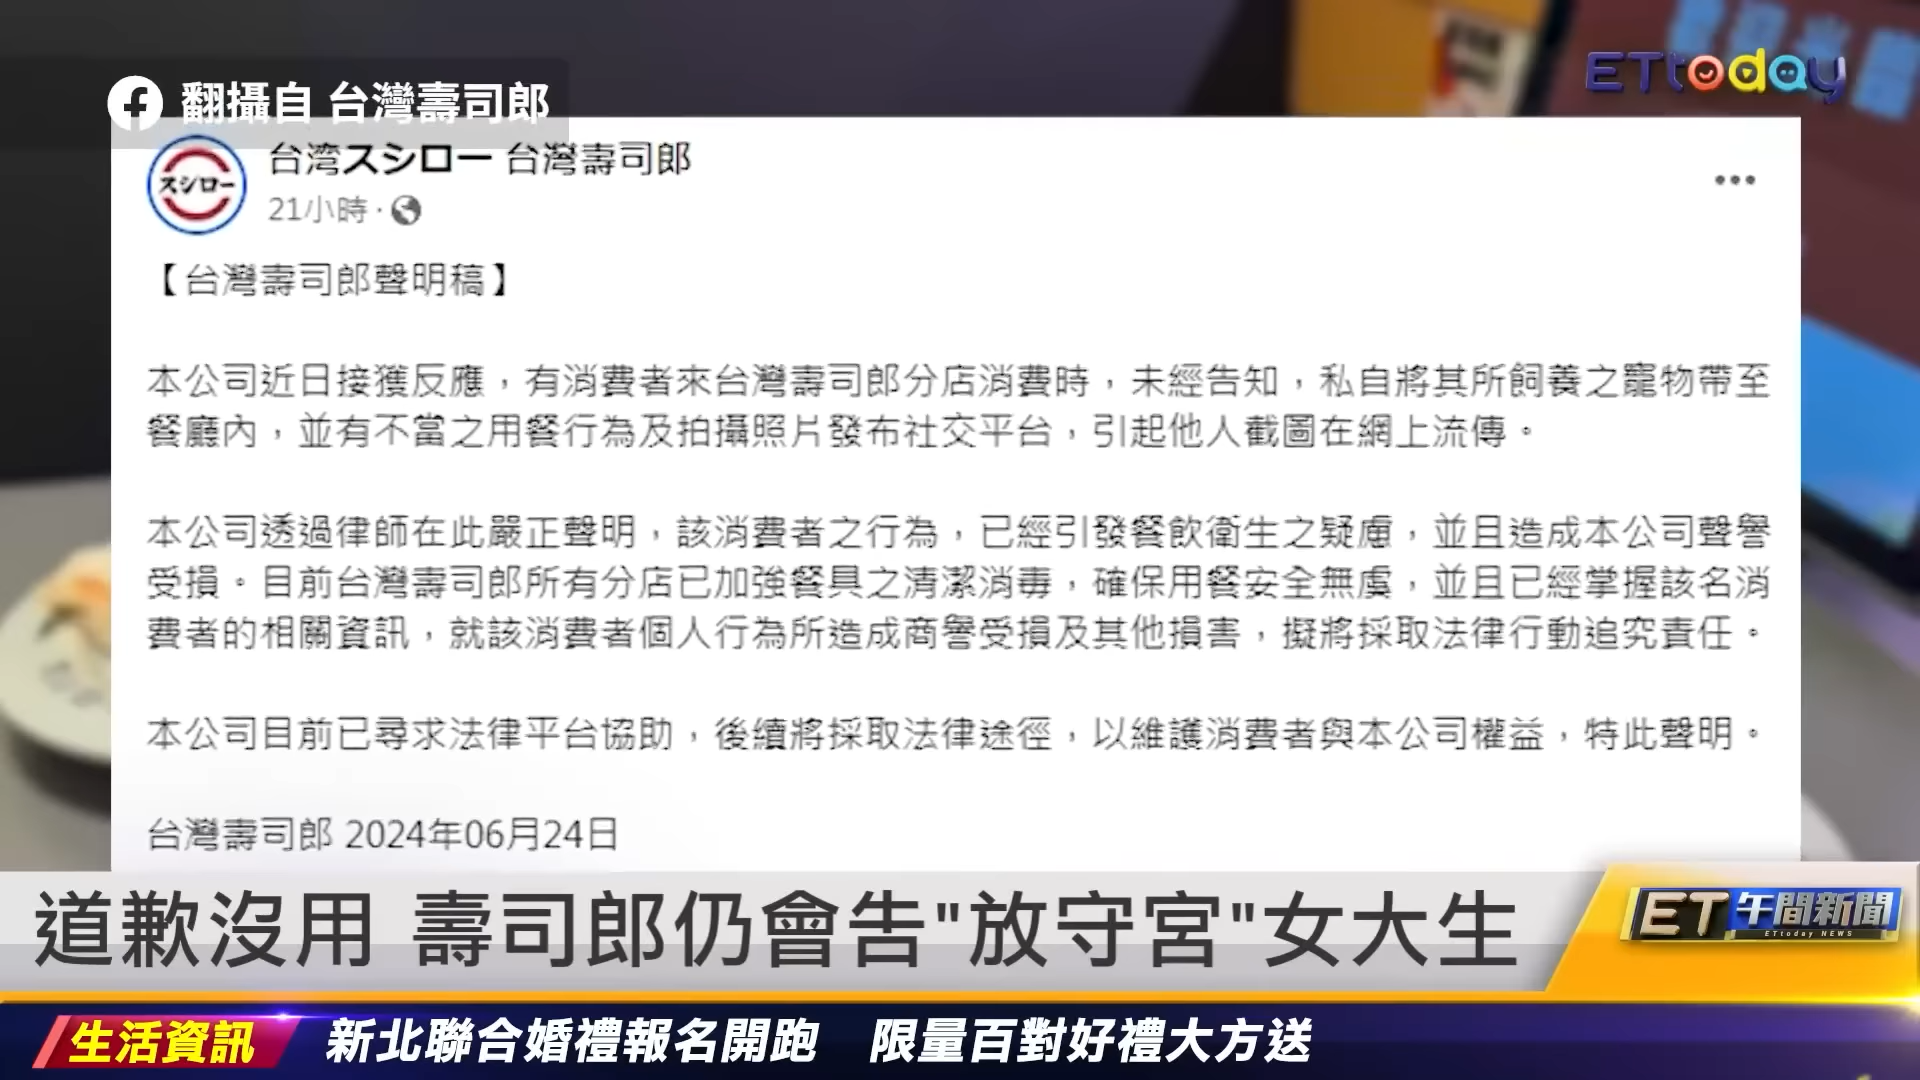 ETtoday
翻攝自 台灣壽司郎
スシロー
台湾スシロー 台灣壽司郎
21小時 ·
【台灣壽司郎聲明稿】
本公司近日接獲反應，有消費者來台灣壽司郎分店消費時，未經告知，私自將其所飼養之寵物帶至
餐廳內，並有不當之用餐行為及拍攝照片發布社交平台，引起他人截圖在網上流傳。
本公司透過律師在此嚴正聲明，該消費者之行為，已經引發餐飲衛生之疑慮，並且造成本公司聲譽
受損。目前台灣壽司郎所有分店已加強餐具之清潔消毒，確保用餐安全無虞，並且已經掌握該名消
費者的相關資訊，就該消費者個人行為所造成商譽受損及其他損害，擬將採取法律行動追究責任。
本公司目前已尋求法律平台協助，後續將採取法律途徑，以維護消費者與本公司權益，特此聲明。
台灣壽司郎 2024年06月24日
道歉沒用 壽司郎仍會告"放守宮"女大生
ET午間新聞
ETtoday NEWS
生活資訊 新北聯合婚禮報名開跑 限量百對好禮大方送